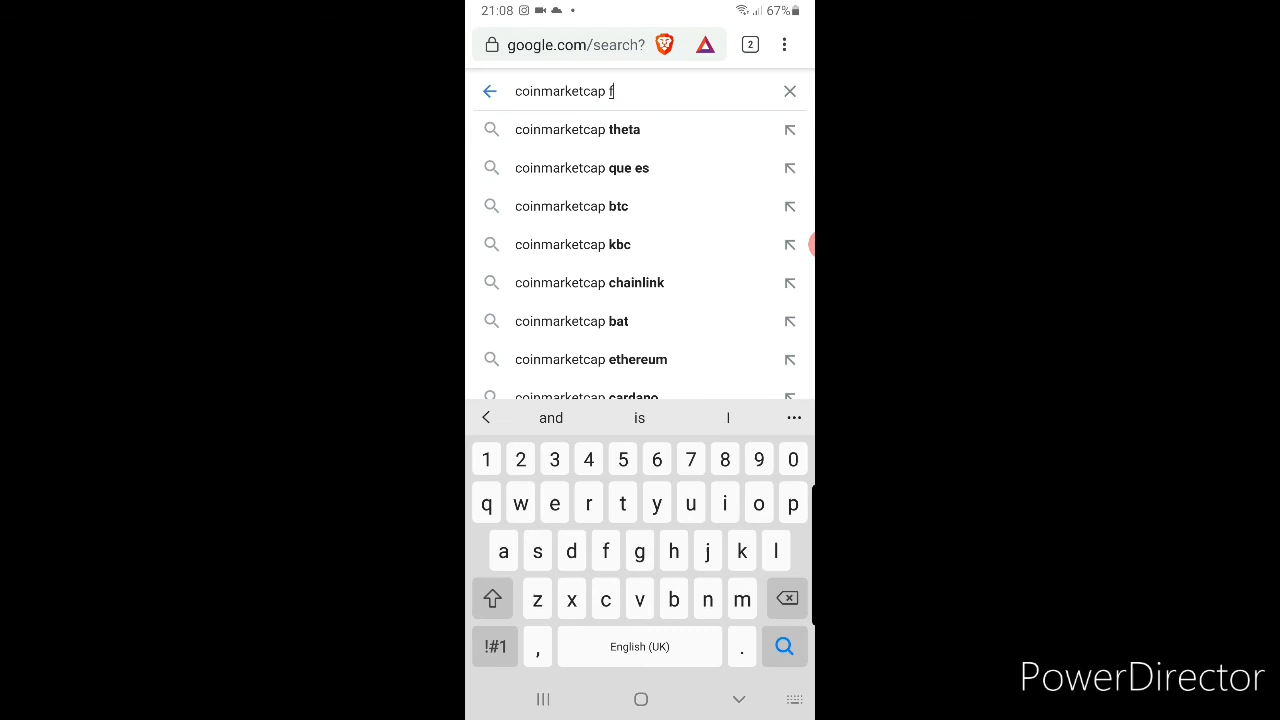 21:08 67%
google.com/search? 2
coinmarketcap f
coinmarketcap theta
coinmarketcap que es
coinmarketcap btc
coinmarketcap kbc
coinmarketcap chainlink
coinmarketcap bat
coinmarketcap ethereum
coinmarketcap cardano
and is I
1 2 3 4 5 6 7 8 9 0
q w e r t y u i o p
a s d f g h j k l
z x c v b n m
!#1 , English (UK) .
PowerDirector